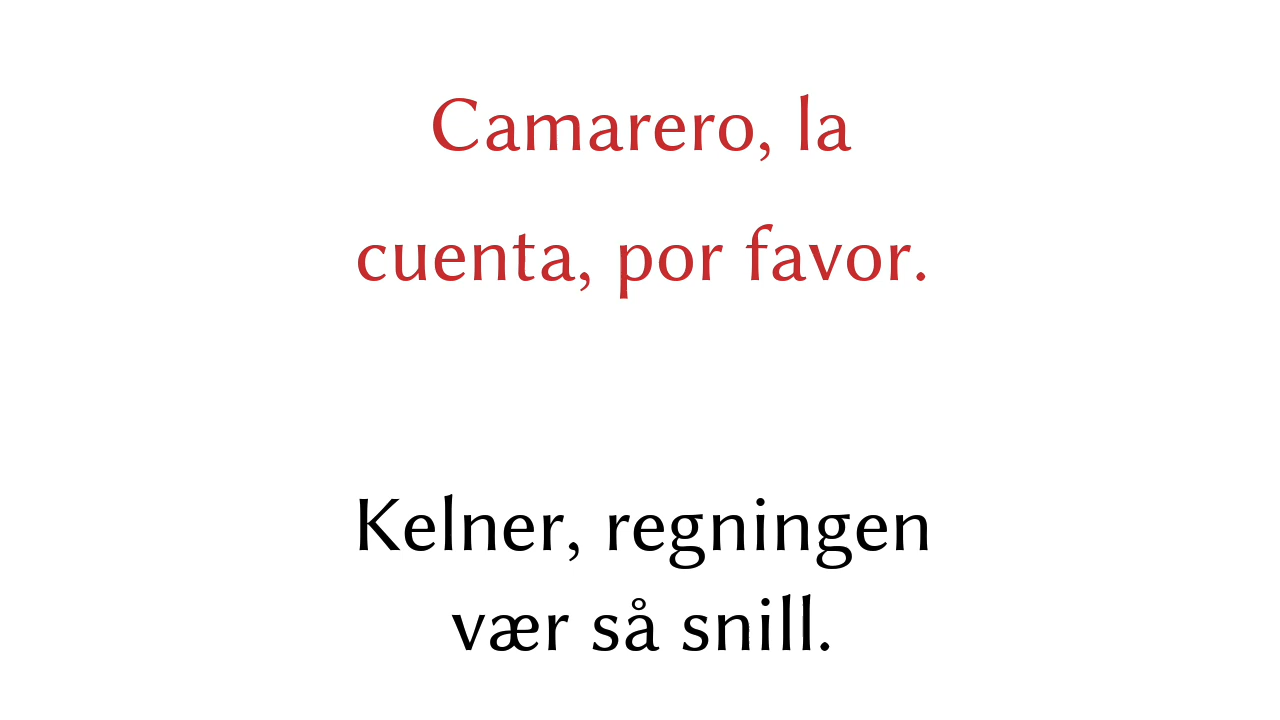 Camarero, la
cuenta, por favor.
Kelner, regningen
vær så snill.